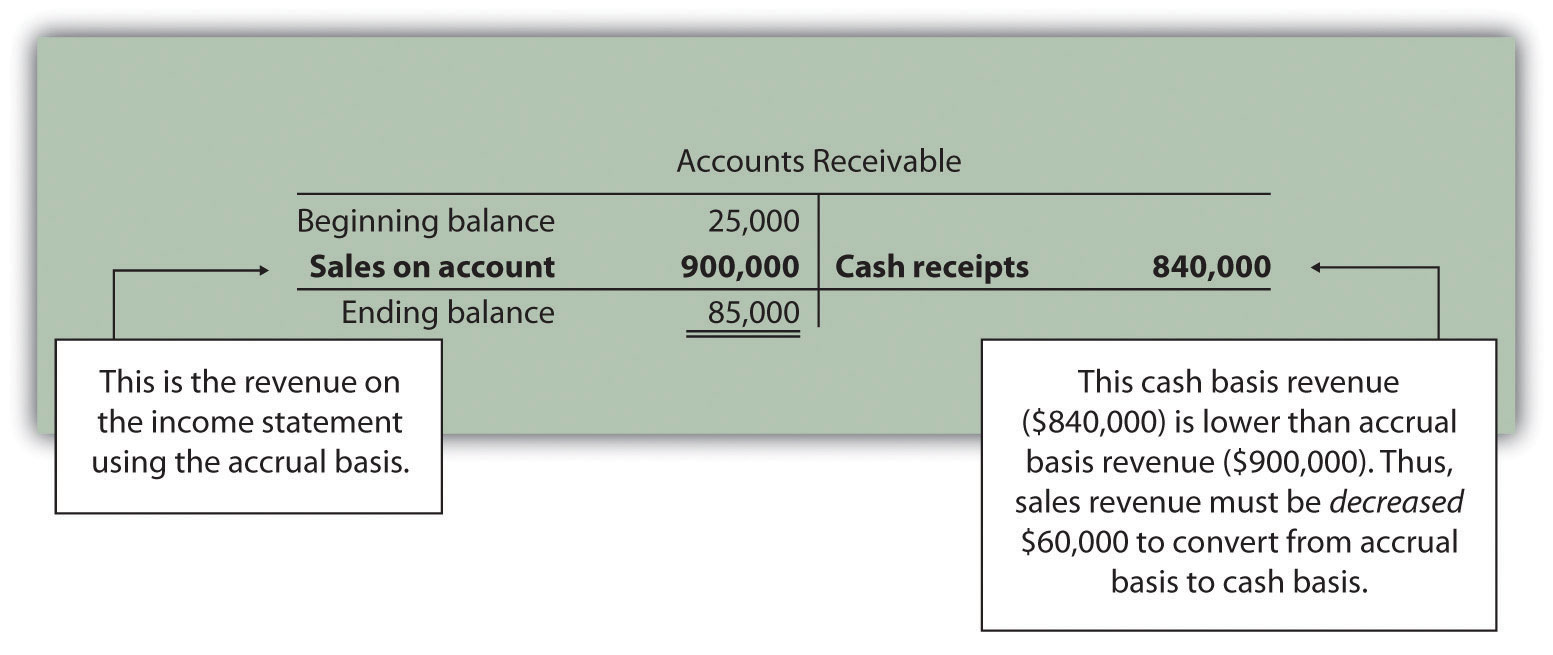 Accounts Receivable
Beginning balance 25,000
Sales on account 900,000 Cash receipts 840,000
Ending balance 85,000
This is the revenue on
the income statement
using the accrual basis.
This cash basis revenue
($840,000) is lower than accrual
basis revenue ($900,000). Thus,
sales revenue must be decreased
$60,000 to convert from accrual
basis to cash basis.